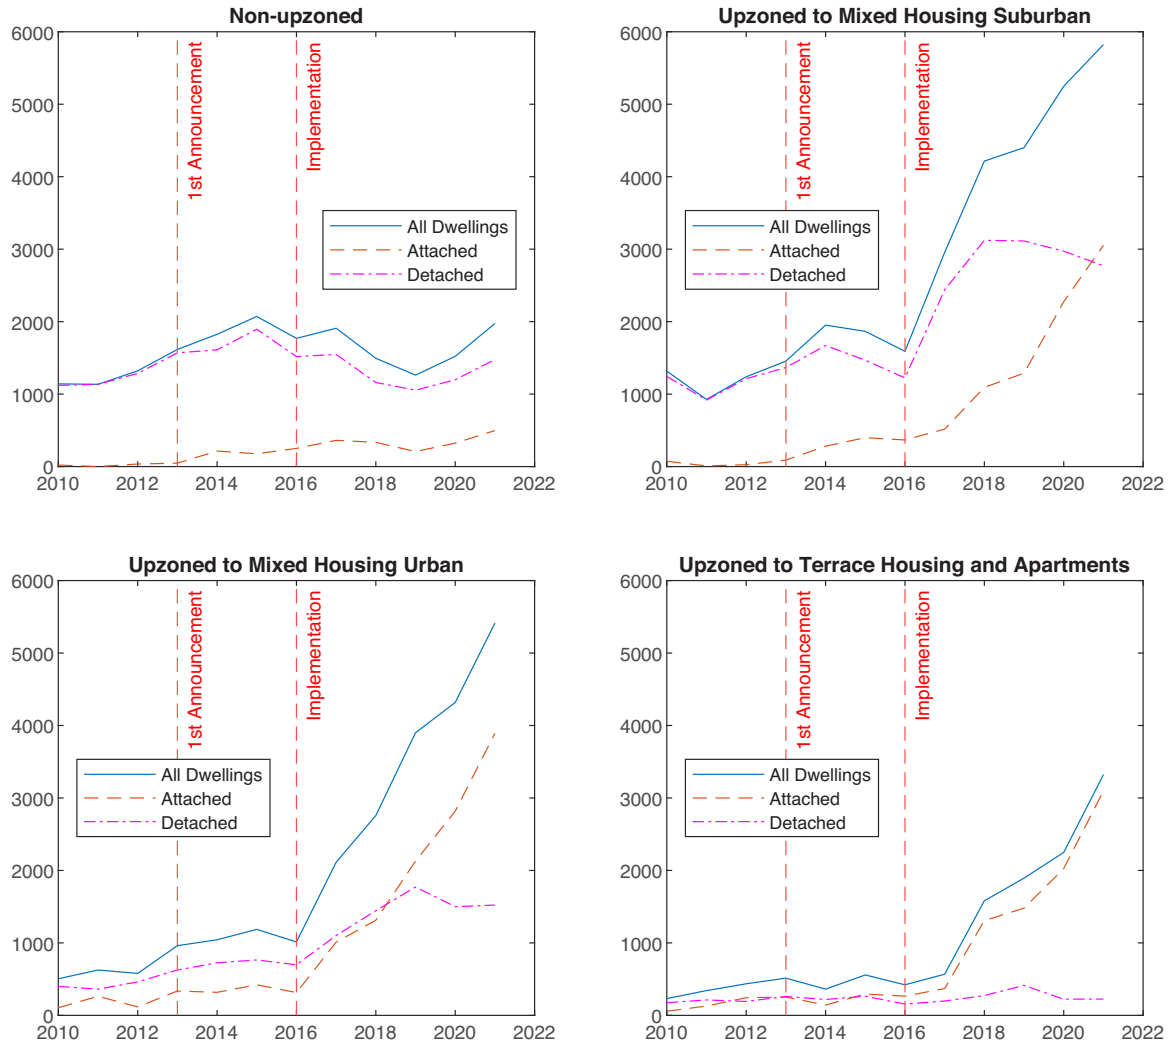 Non-upzoned
6000
5000
4000
3000
2000
1000
0
1st Announcement
Implementation
All Dwellings
Attached
Detached
2010 2012 2014 2016 2018 2020 2022
Upzoned to Mixed Housing Suburban
6000
5000
4000
3000
2000
1000
0
1st Announcement
Implementation
All Dwellings
Attached
Detached
2010 2012 2014 2016 2018 2020 2022
Upzoned to Mixed Housing Urban
6000
5000
4000
3000
2000
1000
0
1st Announcement
Implementation
All Dwellings
Attached
Detached
2010 2012 2014 2016 2018 2020 2022
Upzoned to Terrace Housing and Apartments
6000
5000
4000
3000
2000
1000
0
1st Announcement
Implementation
All Dwellings
Attached
Detached
2010 2012 2014 2016 2018 2020 2022